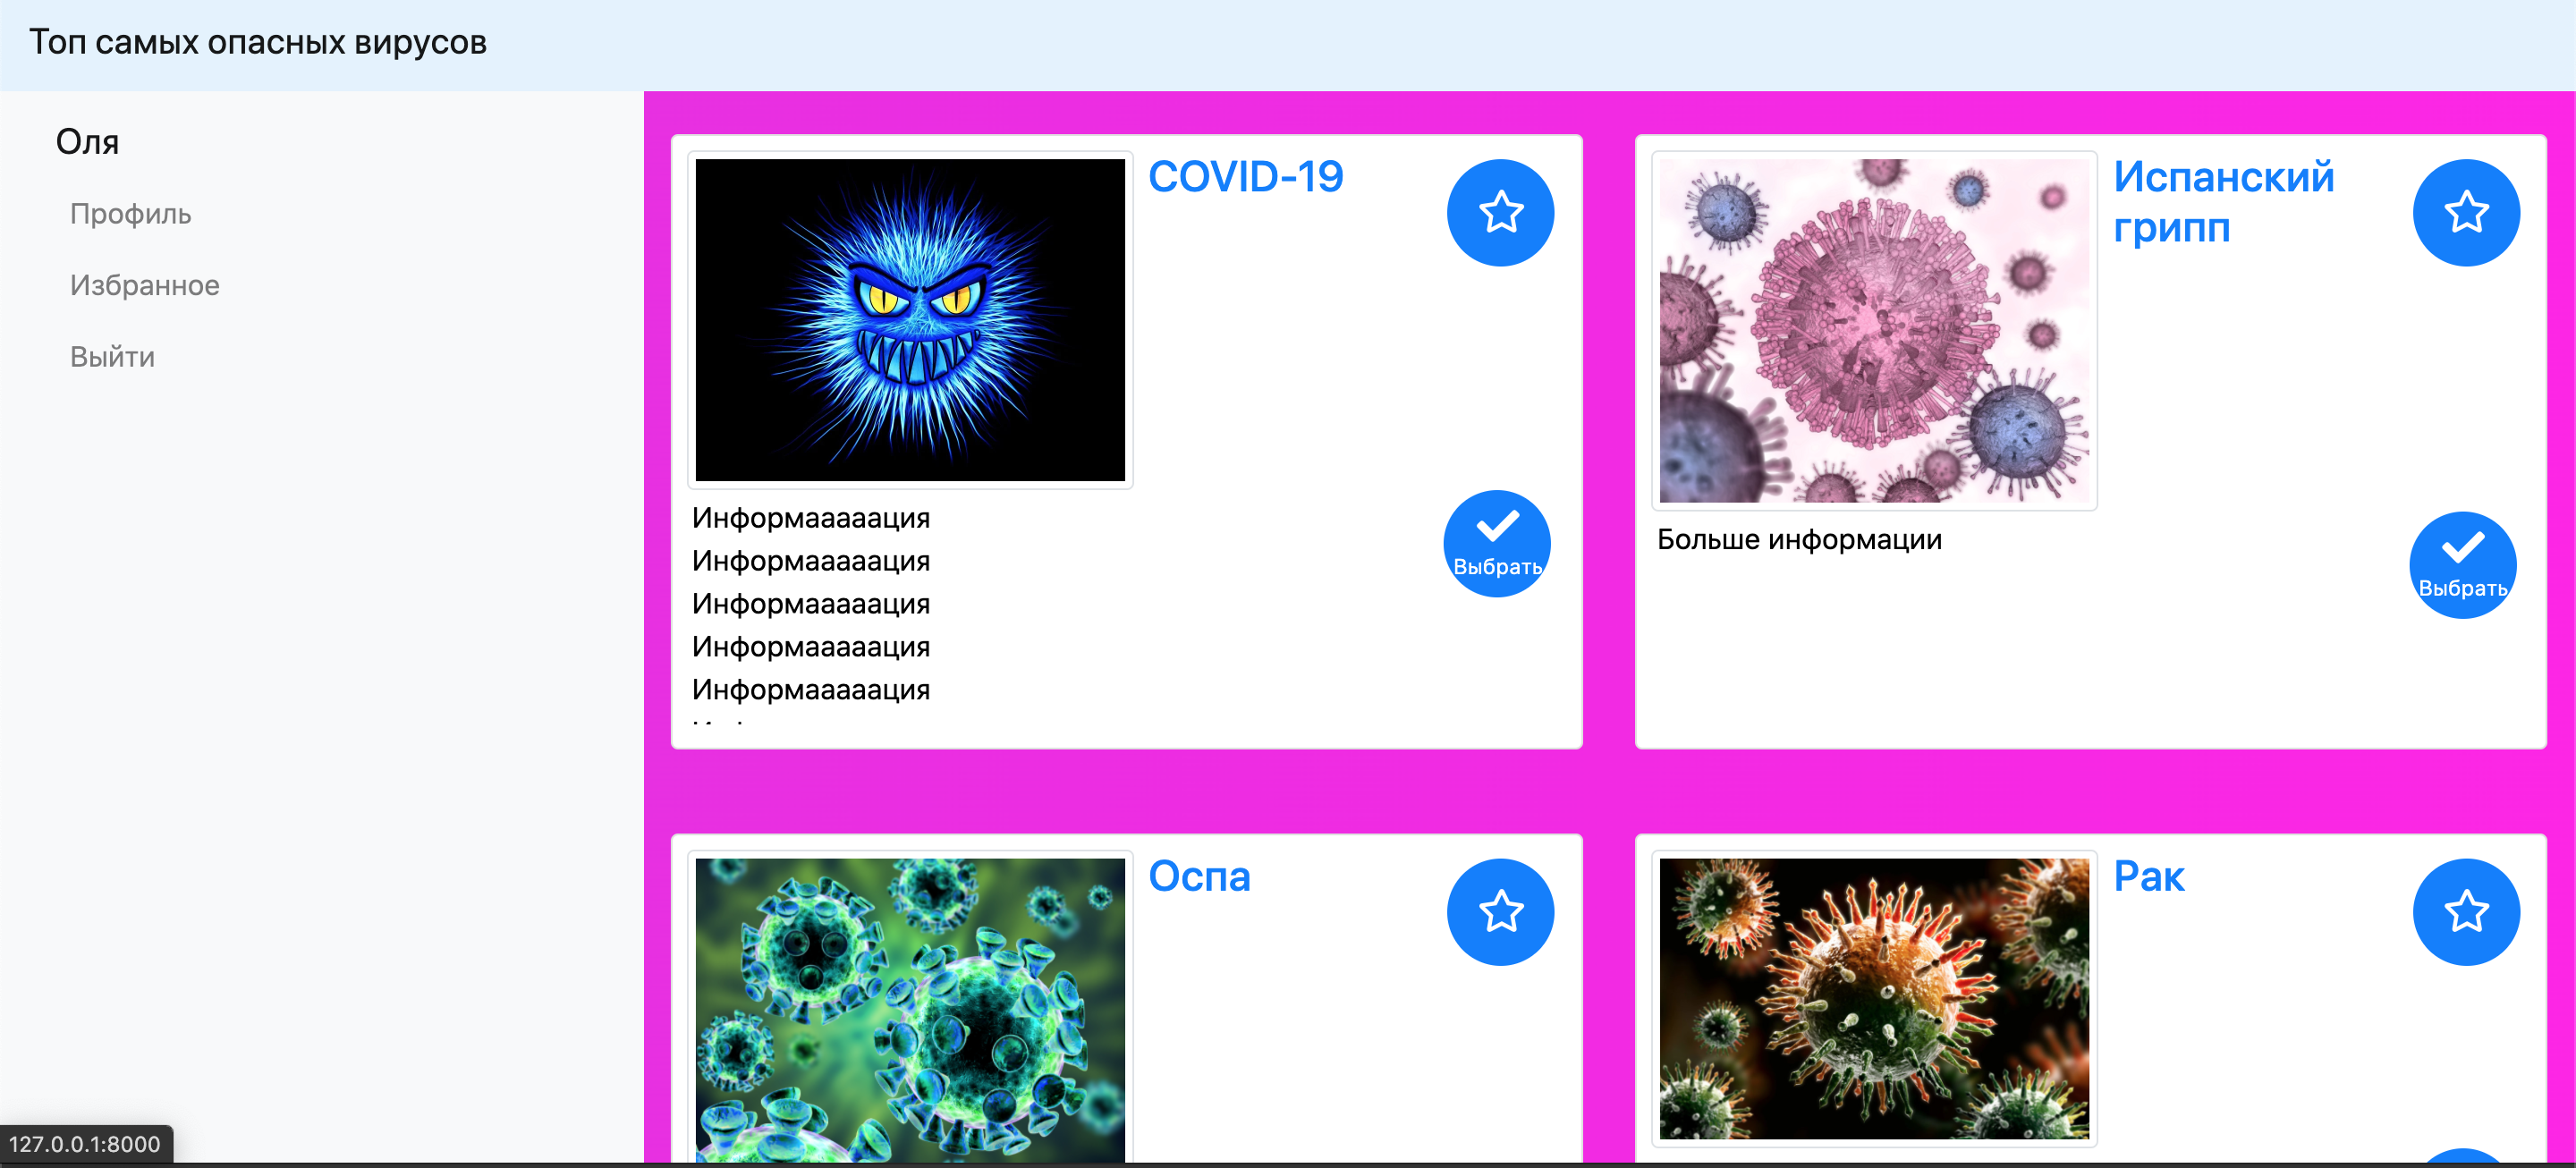 Топ самых опасных вирусов
Оля
Профиль
Избранное
Выйти
COVID-19
Информааааация
Информааааация
Информааааация
Информааааация
Информааааация
Выбрать
Испанский
грипп
Больше информации
Выбрать
Оспа
Рак
127.0.0.1:8000